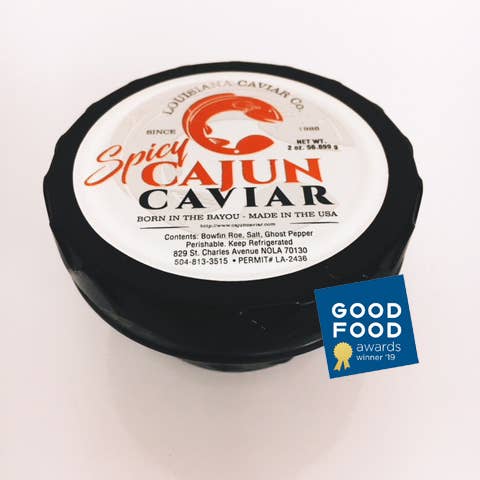 LOUISIANA CAVIAR Co.
SINCE 1986
NET WT.
2 oz. 56.699 g
Spicy
CAJUN
CAVIAR
BORN IN THE BAYOU - MADE IN THE USA
http://www.cajuncaviar.com
Contents: Bowfin Roe, Salt, Ghost Pepper
Perishable. Keep Refrigerated
829 St. Charles Avenue NOLA 70130
504-813-3515 • PERMIT# LA-2436
GOOD
FOOD
awards
winner '19